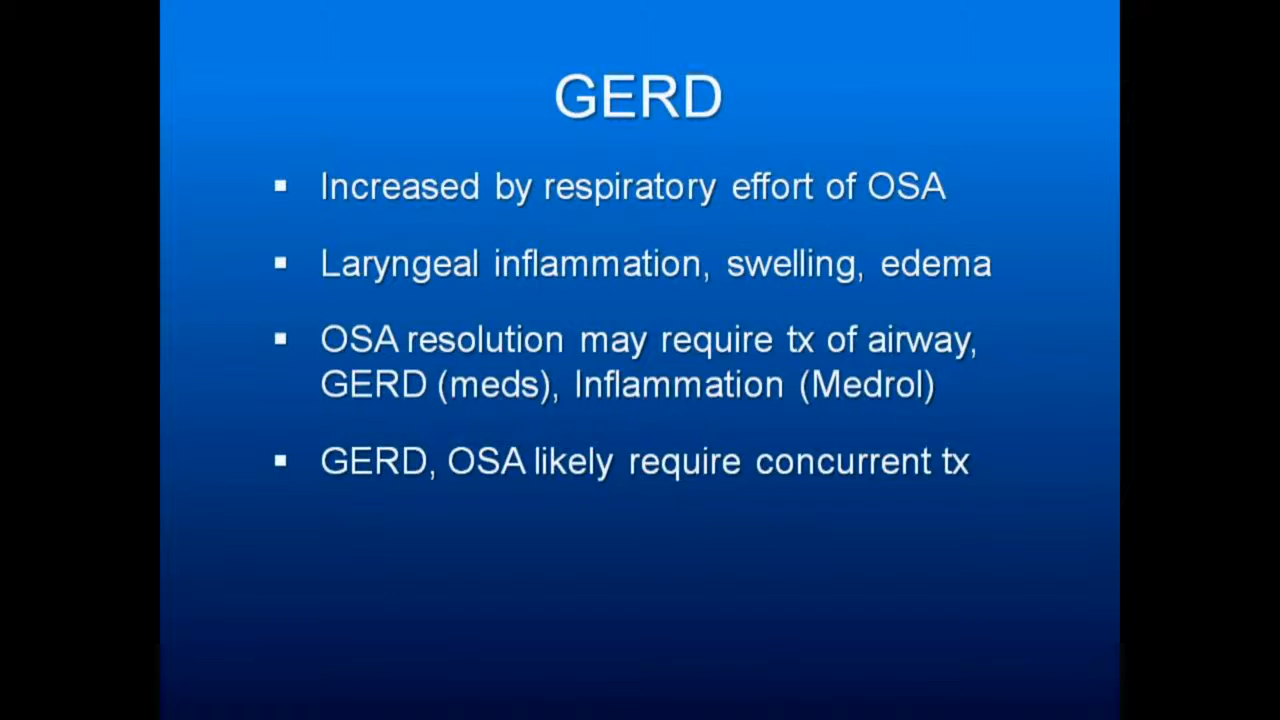 GERD
▪ Increased by respiratory effort of OSA
▪ Laryngeal inflammation, swelling, edema
▪ OSA resolution may require tx of airway,
GERD (meds), Inflammation (Medrol)
▪ GERD, OSA likely require concurrent tx